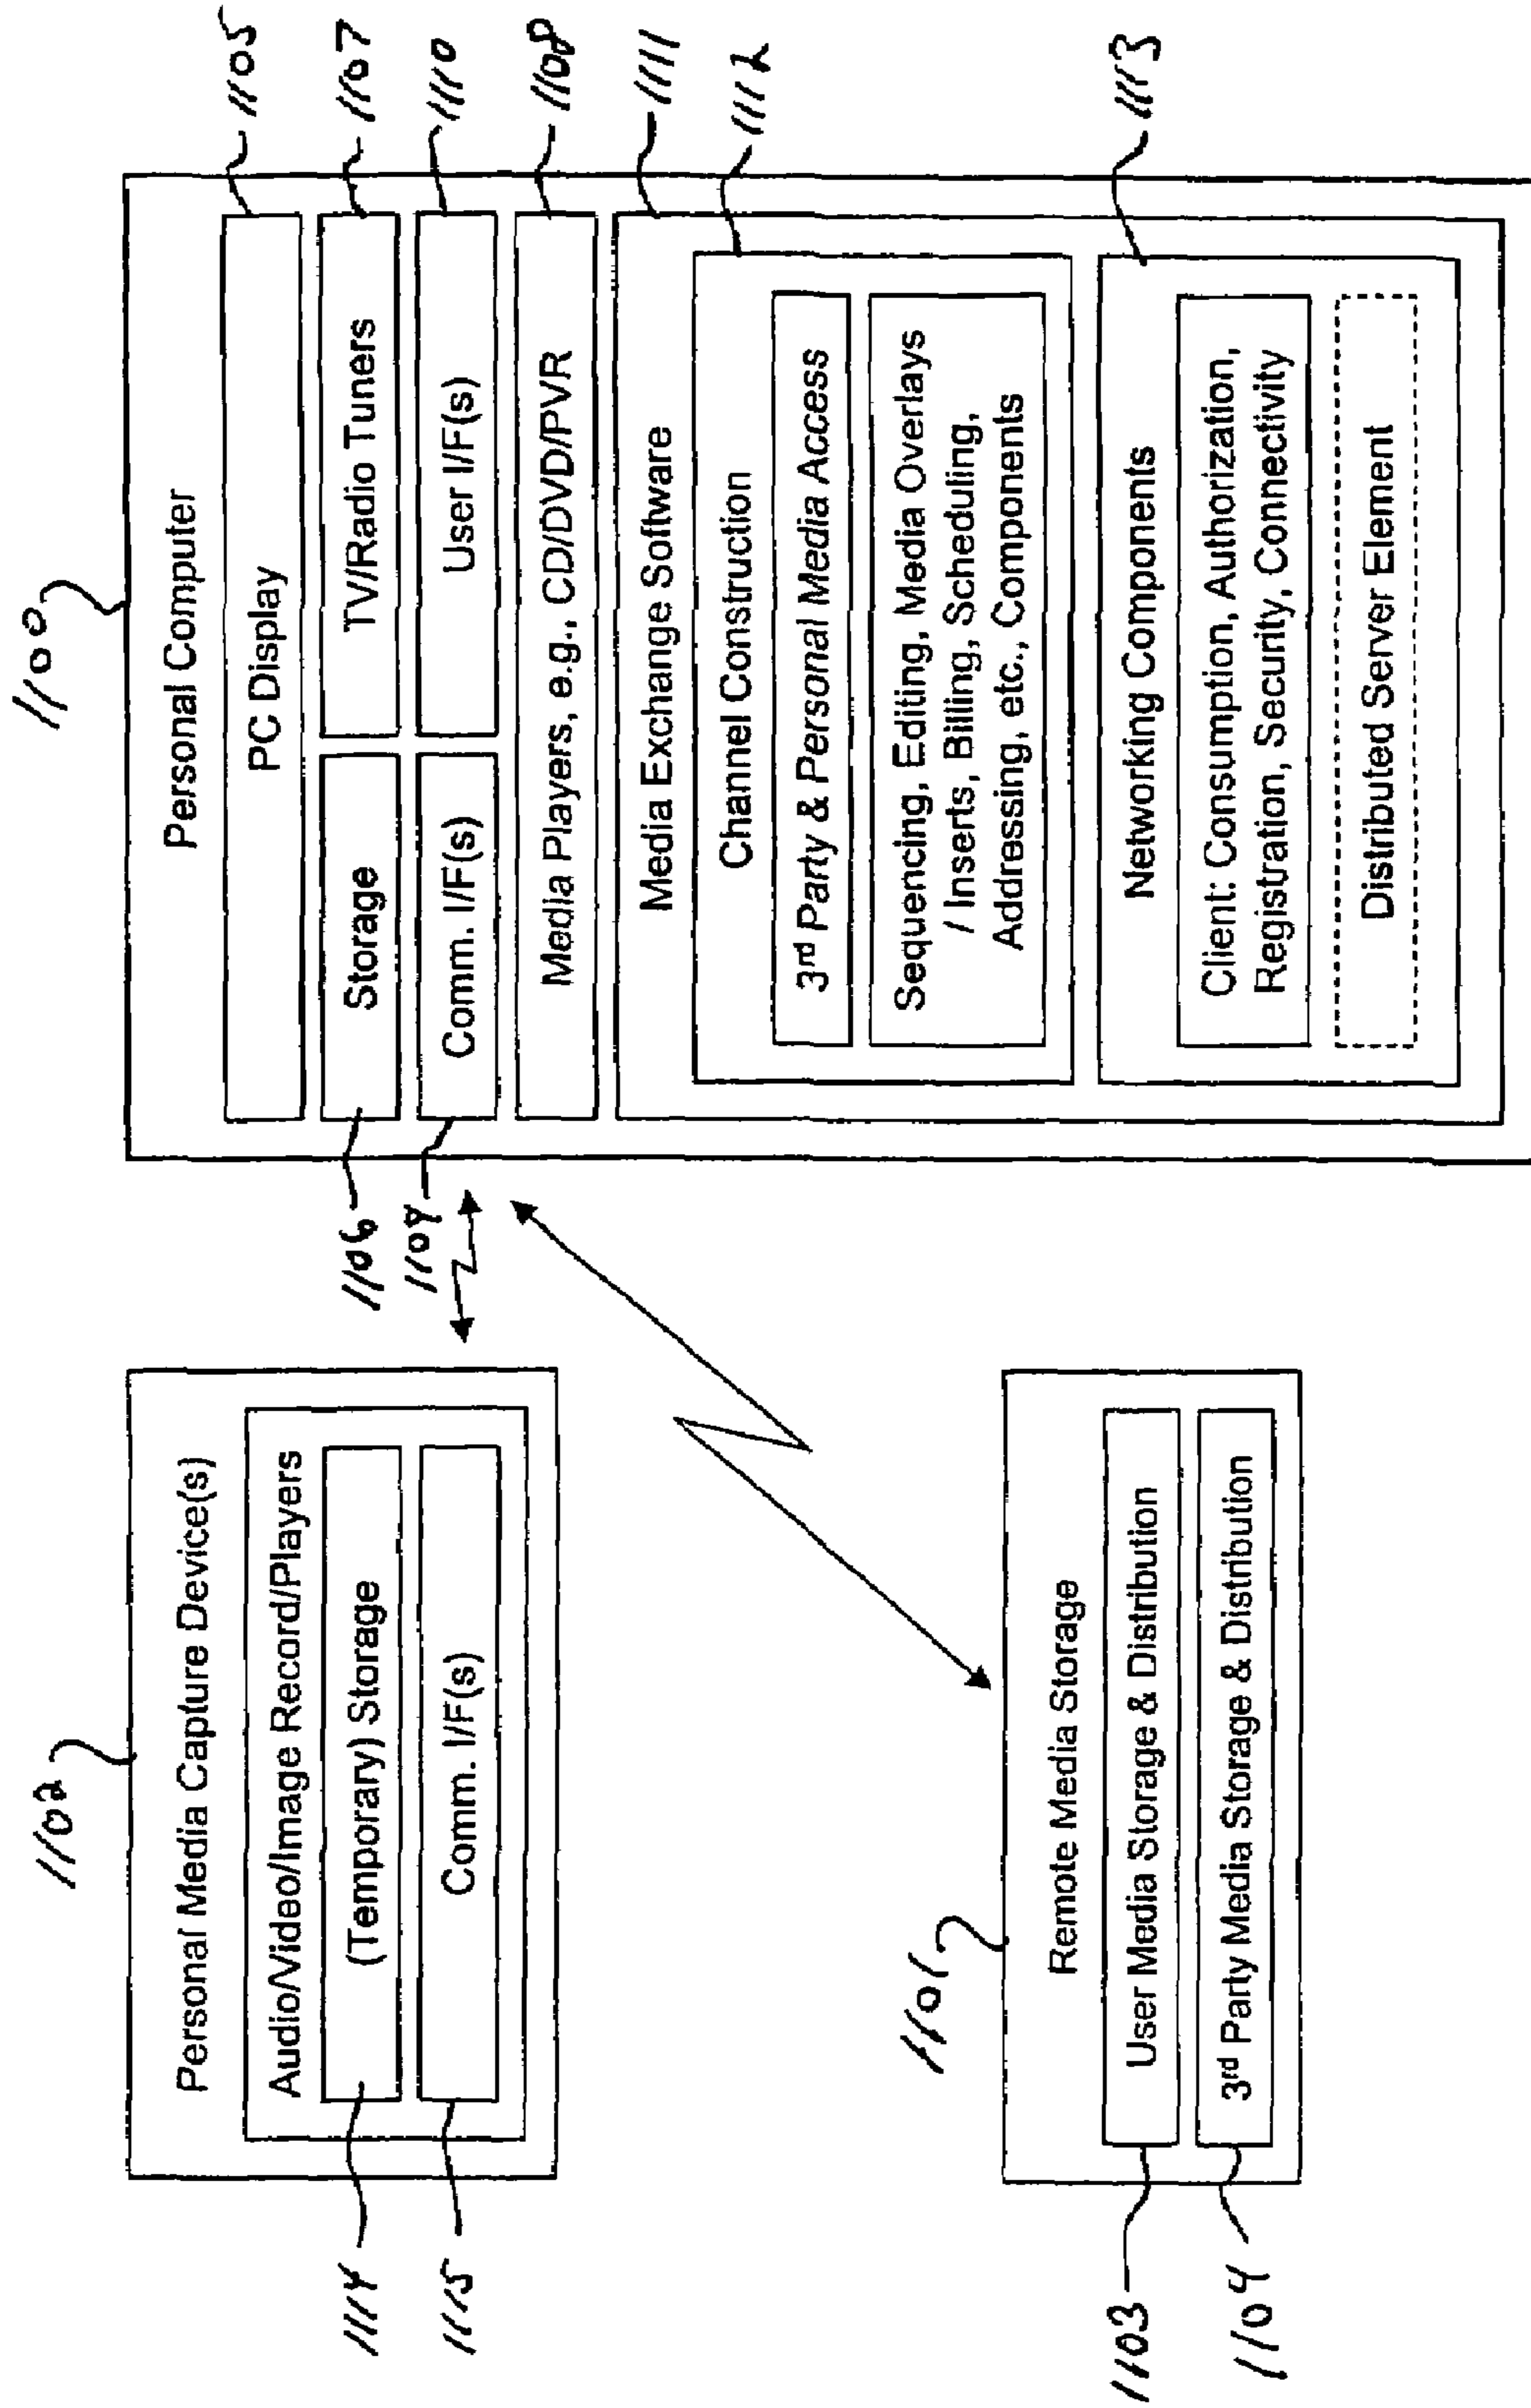 1102
Personal Media Capture Device(s)
Audio/Video/Image Record/Players
(Temporary) Storage
1114
Comm. I/F(s)
1115
1101
Remote Media Storage
User Media Storage & Distribution
1103
3rd Party Media Storage & Distribution
1104
1100
Personal Computer
PC Display
1105
1106
Storage
TV/Radio Tuners
1107
1109
Comm. I/F(s)
User I/F(s)
1110
Media Players, e.g., CD/DVD/PVR
1108
Media Exchange Software
1111
Channel Construction
1112
3rd Party & Personal Media Access
Sequencing, Editing, Media Overlays
/ Inserts, Billing, Scheduling,
Addressing, etc., Components
Networking Components
1113
Client: Consumption, Authorization,
Registration, Security, Connectivity
Distributed Server Element